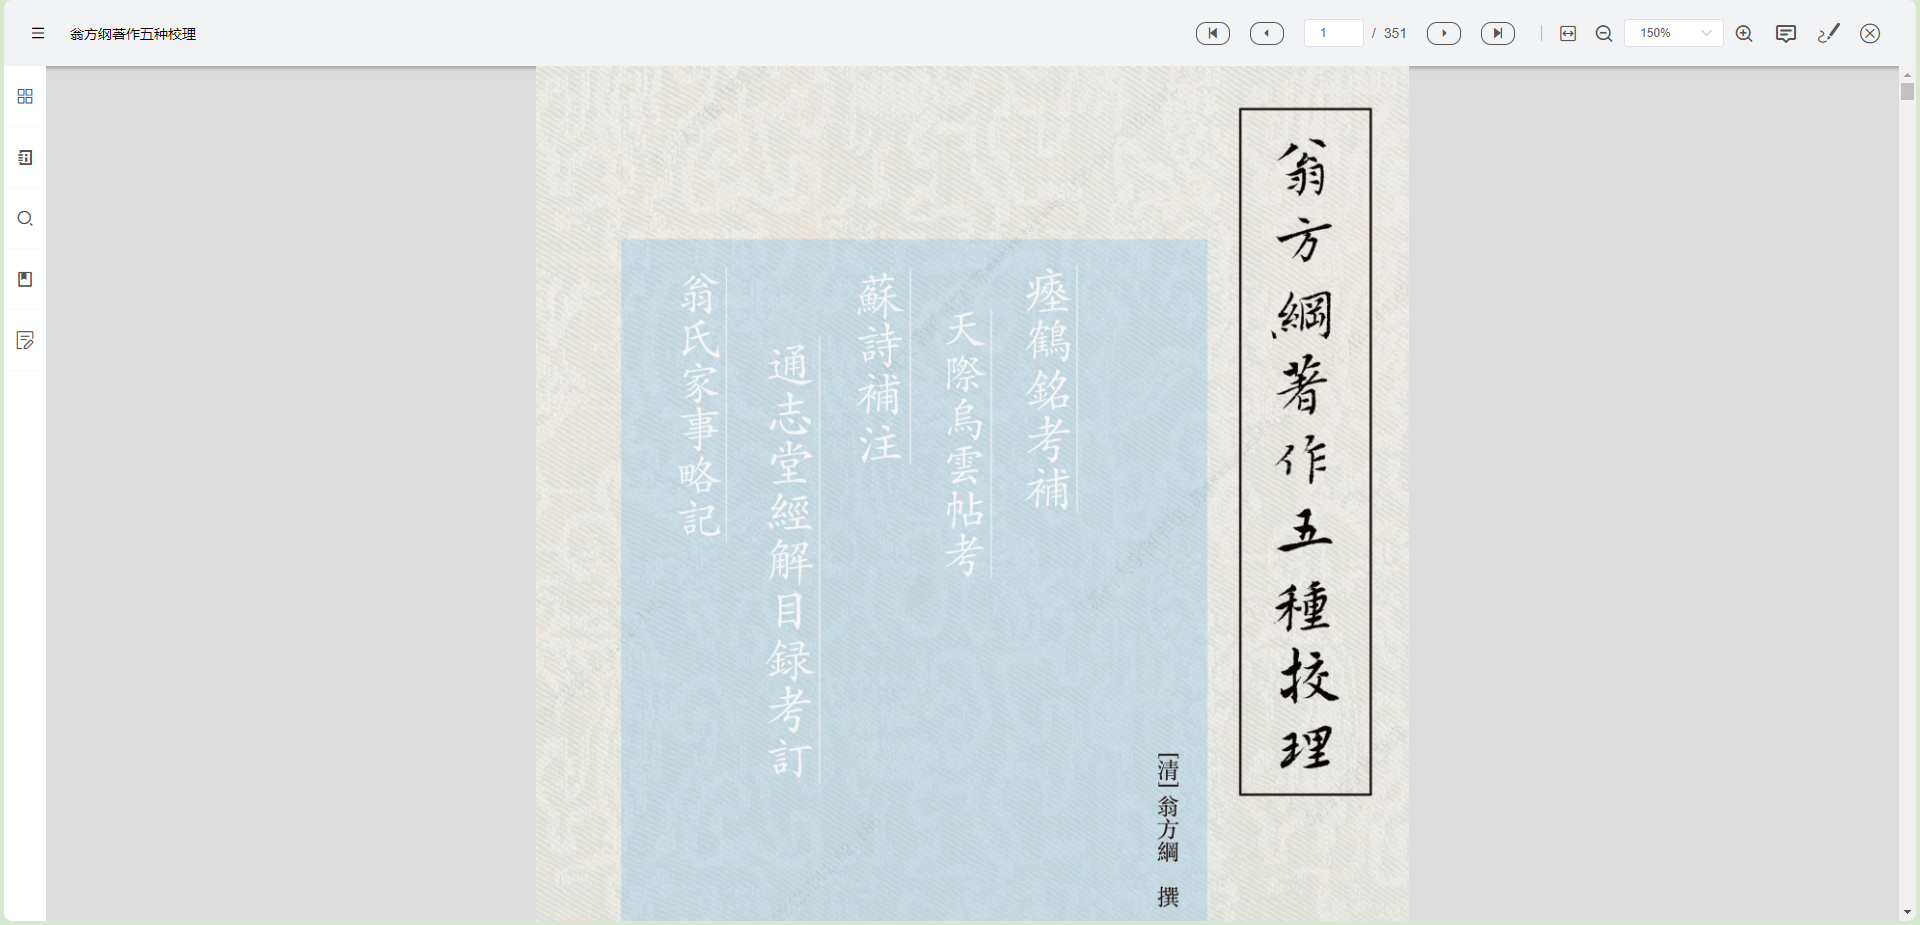 翁方纲著作五种校理
1 / 351
150%
翁方綱著作五種挍理
瘞鶴銘考補
天際烏雲帖考
蘇詩補注
通志堂經解目録考訂
翁氏家事略記
[清]翁方綱 撰